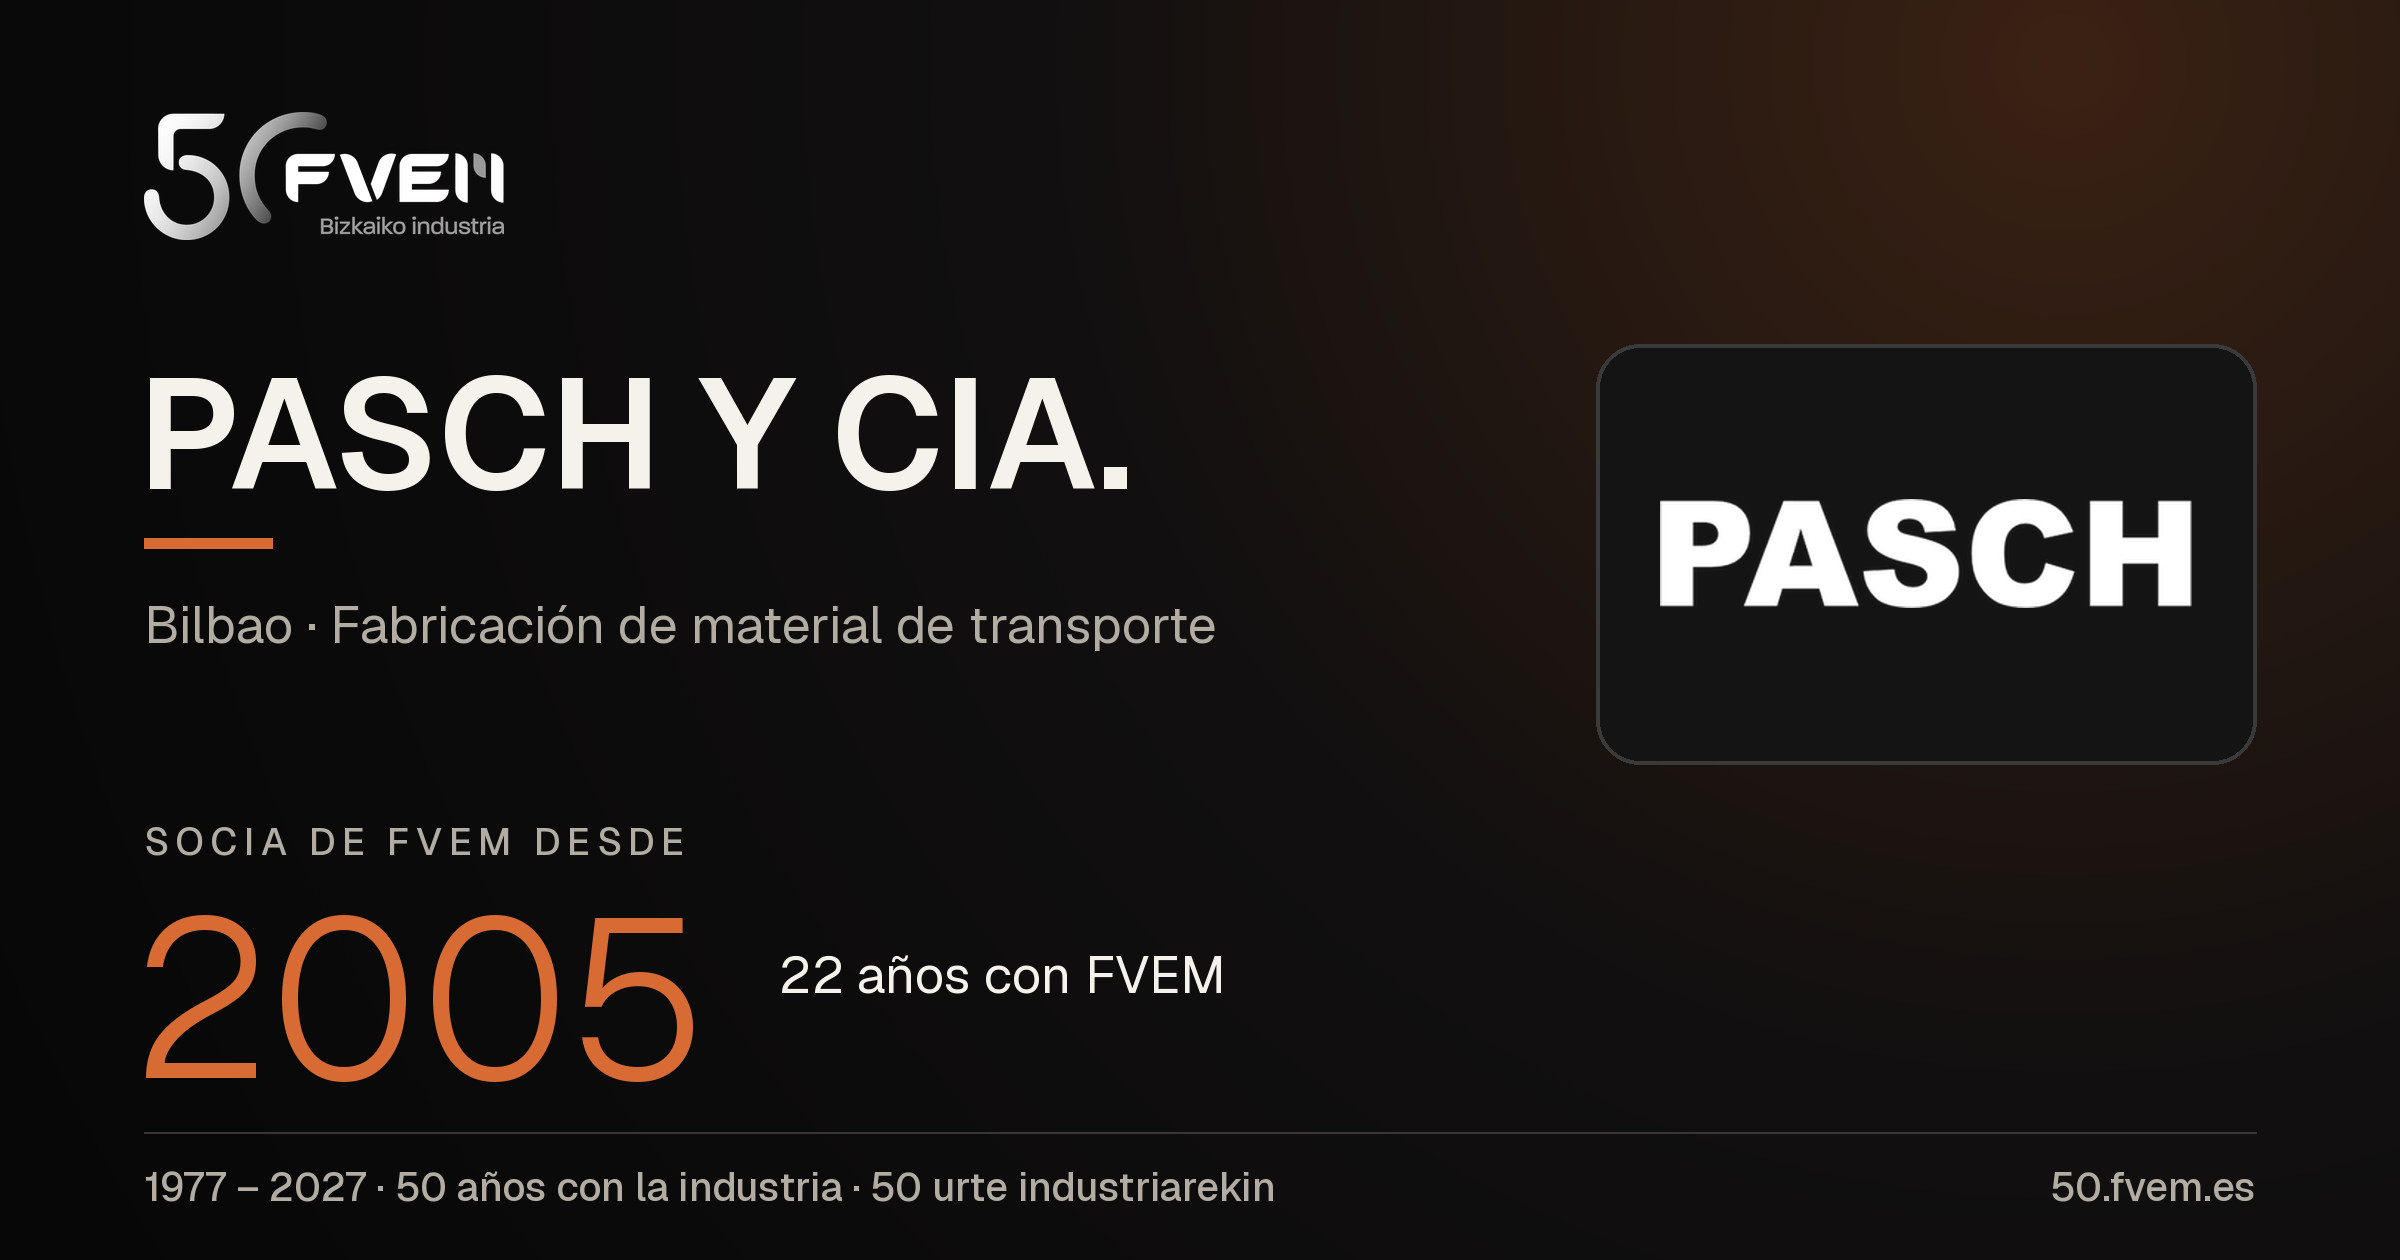 50 FVEM
Bizkaiko industria
PASCH Y CIA.
Bilbao · Fabricación de material de transporte
PASCH
SOCIA DE FVEM DESDE
2005
22 años con FVEM
1977 – 2027 · 50 años con la industria · 50 urte industriarekin
50.fvem.es